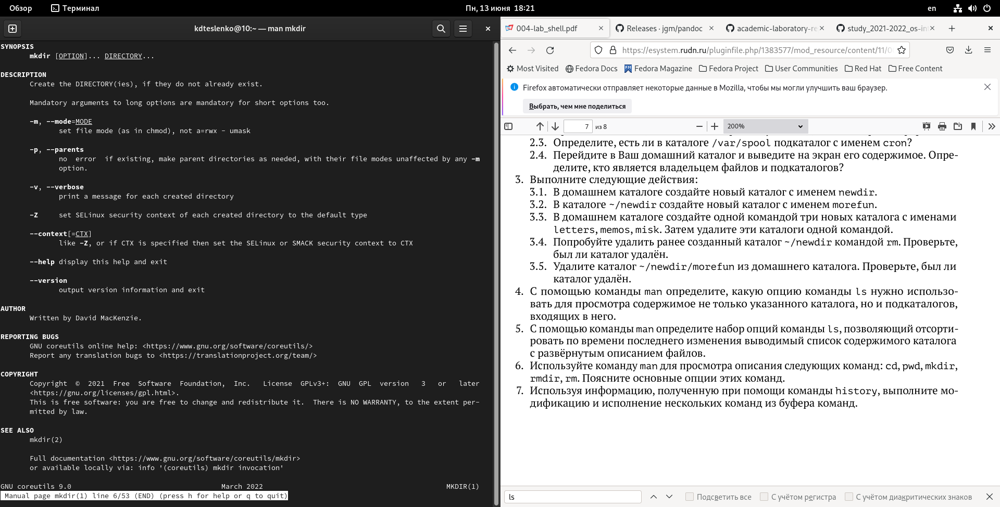 Обзор Терминал Пн, 13 июня 18:21 en
kdteslenko@10:~ — man mkdir
SYNOPSIS
mkdir [OPTION]... DIRECTORY...
DESCRIPTION
Create the DIRECTORY(ies), if they do not already exist.
Mandatory arguments to long options are mandatory for short options too.
-m, --mode=MODE
set file mode (as in chmod), not a=rwx - umask
-p, --parents
no error if existing, make parent directories as needed, with their file modes unaffected by any -m
option.
-v, --verbose
print a message for each created directory
-Z set SELinux security context of each created directory to the default type
--context[=CTX]
like -Z, or if CTX is specified then set the SELinux or SMACK security context to CTX
--help display this help and exit
--version
output version information and exit
AUTHOR
Written by David MacKenzie.
REPORTING BUGS
GNU coreutils online help: <https://www.gnu.org/software/coreutils/>
Report any translation bugs to <https://translationproject.org/team/>
COPYRIGHT
Copyright © 2021 Free Software Foundation, Inc. License GPLv3+: GNU GPL version 3 or later
<https://gnu.org/licenses/gpl.html>.
This is free software: you are free to change and redistribute it. There is NO WARRANTY, to the extent per-
mitted by law.
SEE ALSO
mkdir(2)
Full documentation <https://www.gnu.org/software/coreutils/mkdir>
or available locally via: info '(coreutils) mkdir invocation'
GNU coreutils 9.0 March 2022 MKDIR(1)
Manual page mkdir(1) line 6/53 (END) (press h for help or q to quit)
004-lab_shell.pdf Releases · jgm/pandoc academic-laboratory-re study_2021-2022_os-in
https://esystem.rudn.ru/pluginfile.php/1383577/mod_resource/content/11/0
Most Visited Fedora Docs Fedora Magazine Fedora Project User Communities Red Hat Free Content
Firefox автоматически отправляет некоторые данные в Mozilla, чтобы мы могли улучшить ваш браузер.
Выбрать, чем мне поделиться
7 из 8 200%
2.3. Определите, есть ли в каталоге /var/spool подкаталог с именем cron?
2.4. Перейдите в Ваш домашний каталог и выведите на экран его содержимое. Опре-
делите, кто является владельцем файлов и подкаталогов?
3. Выполните следующие действия:
3.1. В домашнем каталоге создайте новый каталог с именем newdir.
3.2. В каталоге ~/newdir создайте новый каталог с именем morefun.
3.3. В домашнем каталоге создайте одной командой три новых каталога с именами
letters, memos, misk. Затем удалите эти каталоги одной командой.
3.4. Попробуйте удалить ранее созданный каталог ~/newdir командой rm. Проверьте,
был ли каталог удалён.
3.5. Удалите каталог ~/newdir/morefun из домашнего каталога. Проверьте, был ли
каталог удалён.
4. С помощью команды man определите, какую опцию команды ls нужно использо-
вать для просмотра содержимое не только указанного каталога, но и подкаталогов,
входящих в него.
5. С помощью команды man определите набор опций команды ls, позволяющий отсорти-
ровать по времени последнего изменения выводимый список содержимого каталога
с развёрнутым описанием файлов.
6. Используйте команду man для просмотра описания следующих команд: cd, pwd, mkdir,
rmdir, rm. Поясните основные опции этих команд.
7. Используя информацию, полученную при помощи команды history, выполните мо-
дификацию и исполнение нескольких команд из буфера команд.
ls Подсветить все С учётом регистра С учётом диакритических знаков